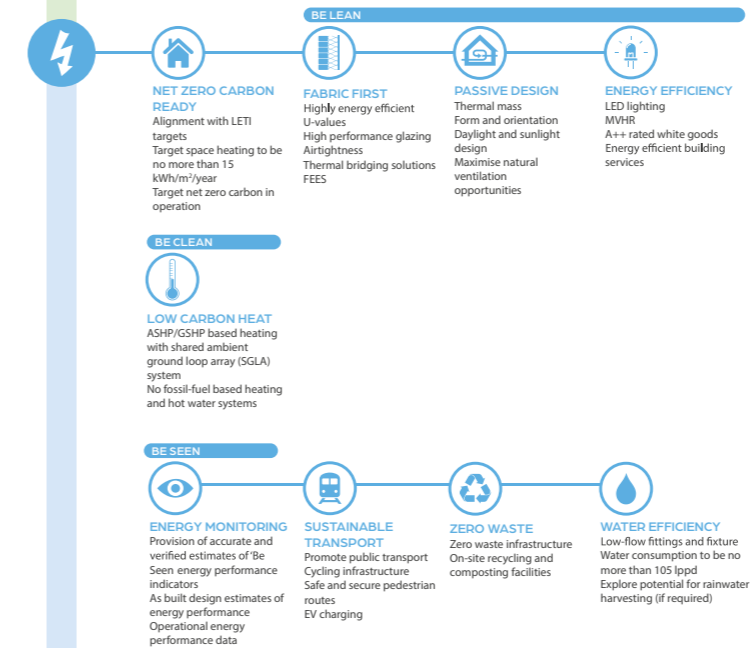 BE LEAN
NET ZERO CARBON
READY
Alignment with LETI
targets
Target space heating to be
no more than 15
kWh/m²/year
Target net zero carbon in
operation
FABRIC FIRST
Highly energy efficient
U-values
High performance glazing
Airtightness
Thermal bridging solutions
FEES
PASSIVE DESIGN
Thermal mass
Form and orientation
Daylight and sunlight
design
Maximise natural
ventilation
opportunities
ENERGY EFFICIENCY
LED lighting
MVHR
A++ rated white goods
Energy efficient building
services
BE CLEAN
LOW CARBON HEAT
ASHP/GSHP based heating
with shared ambient
ground loop array (SGLA)
system
No fossil-fuel based heating
and hot water systems
BE SEEN
ENERGY MONITORING
Provision of accurate and
verified estimates of 'Be
Seen energy performance
indicators
As built design estimates of
energy performance
Operational energy
performance data
SUSTAINABLE
TRANSPORT
Promote public transport
Cycling infrastructure
Safe and secure pedestrian
routes
EV charging
ZERO WASTE
Zero waste infrastructure
On-site recycling and
composting facilities
WATER EFFICIENCY
Low-flow fittings and fixture
Water consumption to be no
more than 105 lppd
Explore potential for rainwater
harvesting (if required)